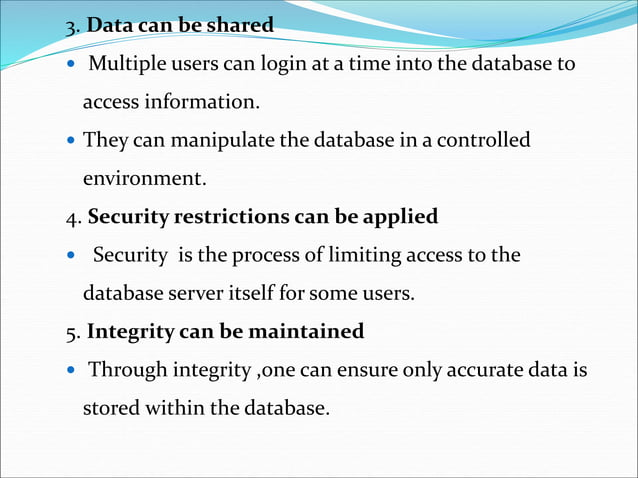 3. Data can be shared
• Multiple users can login at a time into the database to
access information.
• They can manipulate the database in a controlled
environment.
4. Security restrictions can be applied
• Security is the process of limiting access to the
database server itself for some users.
5. Integrity can be maintained
• Through integrity ,one can ensure only accurate data is
stored within the database.